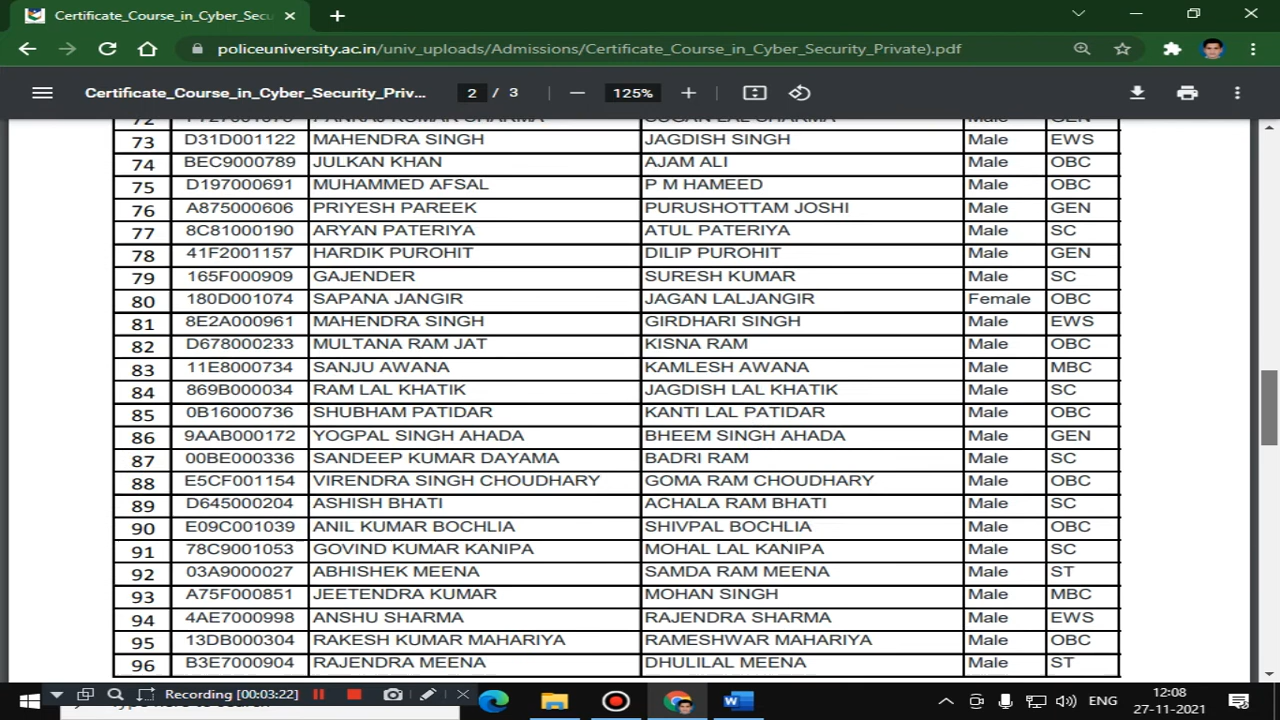 Certificate_Course_in_Cyber_Secu
policeuniversity.ac.in/univ_uploads/Admissions/Certificate_Course_in_Cyber_Security_Private).pdf
Certificate_Course_in_Cyber_Security_Priv... 2 / 3 125%
73 D31D001122 MAHENDRA SINGH JAGDISH SINGH Male EWS
74 BEC9000789 JULKAN KHAN AJAM ALI Male OBC
75 D197000691 MUHAMMED AFSAL P M HAMEED Male OBC
76 A875000606 PRIYESH PAREEK PURUSHOTTAM JOSHI Male GEN
77 8C81000190 ARYAN PATERIYA ATUL PATERIYA Male SC
78 41F2001157 HARDIK PUROHIT DILIP PUROHIT Male GEN
79 165F000909 GAJENDER SURESH KUMAR Male SC
80 180D001074 SAPANA JANGIR JAGAN LALJANGIR Female OBC
81 8E2A000961 MAHENDRA SINGH GIRDHARI SINGH Male EWS
82 D678000233 MULTANA RAM JAT KISNA RAM Male OBC
83 11E8000734 SANJU AWANA KAMLESH AWANA Male MBC
84 869B000034 RAM LAL KHATIK JAGDISH LAL KHATIK Male SC
85 0B16000736 SHUBHAM PATIDAR KANTI LAL PATIDAR Male OBC
86 9AAB000172 YOGPAL SINGH AHADA BHEEM SINGH AHADA Male GEN
87 00BE000336 SANDEEP KUMAR DAYAMA BADRI RAM Male SC
88 E5CF001154 VIRENDRA SINGH CHOUDHARY GOMA RAM CHOUDHARY Male OBC
89 D645000204 ASHISH BHATI ACHALA RAM BHATI Male SC
90 E09C001039 ANIL KUMAR BOCHLIA SHIVPAL BOCHLIA Male OBC
91 78C9001053 GOVIND KUMAR KANIPA MOHAL LAL KANIPA Male SC
92 03A9000027 ABHISHEK MEENA SAMDA RAM MEENA Male ST
93 A75F000851 JEETENDRA KUMAR MOHAN SINGH Male MBC
94 4AE7000998 ANSHU SHARMA RAJENDRA SHARMA Male EWS
95 13DB000304 RAKESH KUMAR MAHARIYA RAMESHWAR MAHARIYA Male OBC
96 B3E7000904 RAJENDRA MEENA DHULILAL MEENA Male ST
Recording [00:03:22] ENG 12:08
27-11-2021